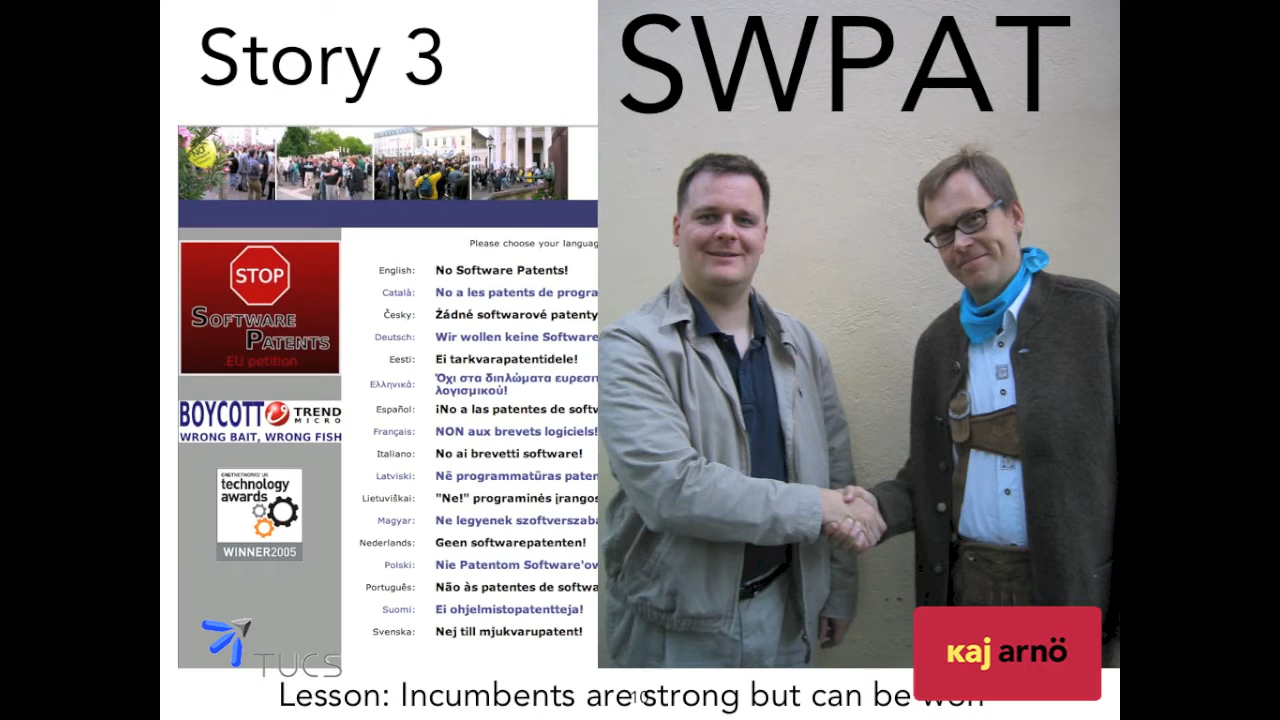 Story 3
SWPAT
Please choose your languag
English: No Software Patents!
Català: No a les patents de progra
Česky: Žádné softwarové patenty
Deutsch: Wir wollen keine Software
Eesti: Ei tarkvarapatentidele!
Ελληνικά: Όχι στα διπλώματα ευρεσιτ
λογισμικού!
Español: ¡No a las patentes de softw
Français: NON aux brevets logiciels!
Italiano: No ai brevetti software!
Latviski: Nē programmatūras paten
Lietuviškai: "Ne!" programinės įrangos
Magyar: Ne legyenek szoftverszaba
Nederlands: Geen softwarepatenten!
Polski: Nie Patentom Software'ow
Português: Não às patentes de softwa
Suomi: Ei ohjelmistopatentteja!
Svenska: Nej till mjukvarupatent!
STOP
SOFTWARE
PATENTS
EU petition
BOYCOTT TREND
MICRO
WRONG BAIT, WRONG FISH
CNETNETWORKS UK
technology
awards
WINNER2005
TUCS
kaj arnö
Lesson: Incumbents are strong but can be won
10